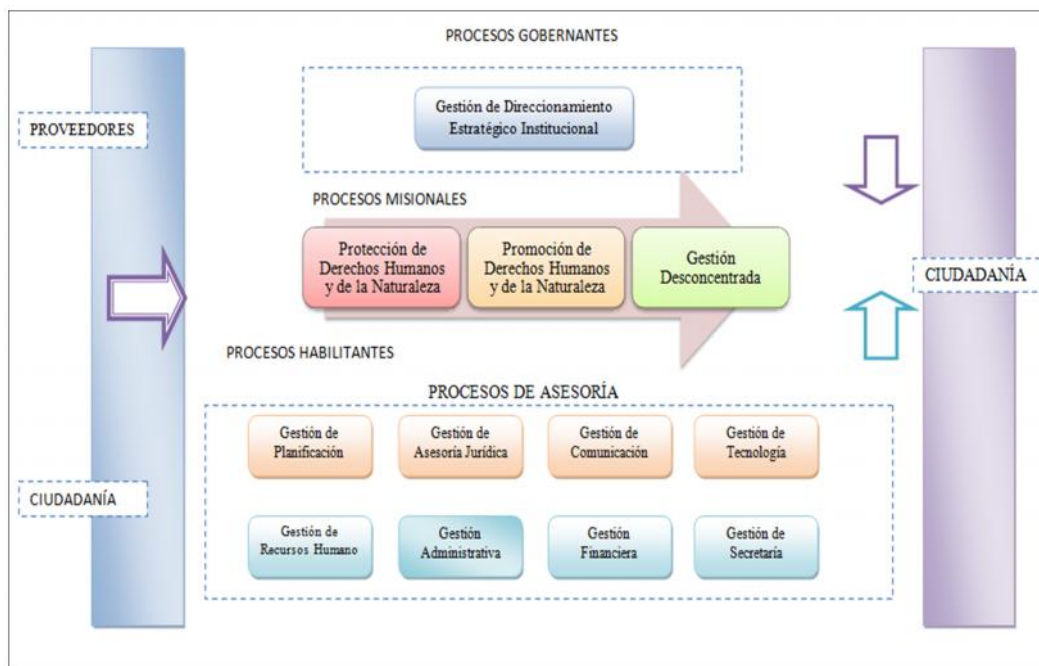 PROCESOS GOBERNANTES
Gestión de Direccionamiento
Estratégico Institucional
PROVEEDORES
PROCESOS MISIONALES
Protección de
Derechos Humanos
y de la Naturaleza
Promoción de
Derechos Humanos
y de la Naturaleza
Gestión
Desconcentrada
CIUDADANÍA
PROCESOS HABILITANTES
PROCESOS DE ASESORÍA
Gestión de
Planificación
Gestión de
Asesoría Jurídica
Gestión de
Comunicación
Gestión de
Tecnología
CIUDADANÍA
Gestión de
Recursos Humano
Gestión
Administrativa
Gestión
Financiera
Gestión de
Secretaría